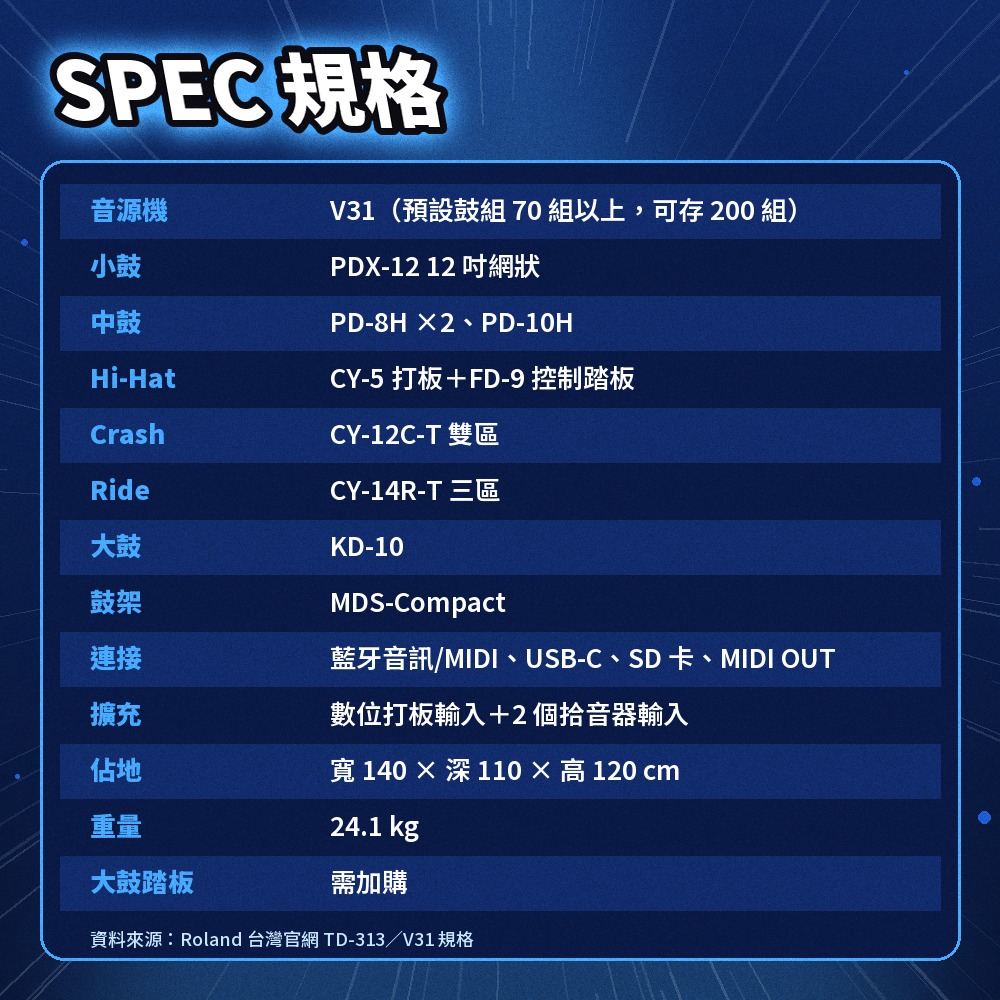 SPEC 規格
音源機 V31（預設鼓組 70 組以上，可存 200 組）
小鼓 PDX-12 12 吋網狀
中鼓 PD-8H ×2、PD-10H
Hi-Hat CY-5 打板＋FD-9 控制踏板
Crash CY-12C-T 雙區
Ride CY-14R-T 三區
大鼓 KD-10
鼓架 MDS-Compact
連接 藍牙音訊/MIDI、USB-C、SD 卡、MIDI OUT
擴充 數位打板輸入＋2 個拾音器輸入
佔地 寬 140 × 深 110 × 高 120 cm
重量 24.1 kg
大鼓踏板 需加購
資料來源：Roland 台灣官網 TD-313／V31 規格